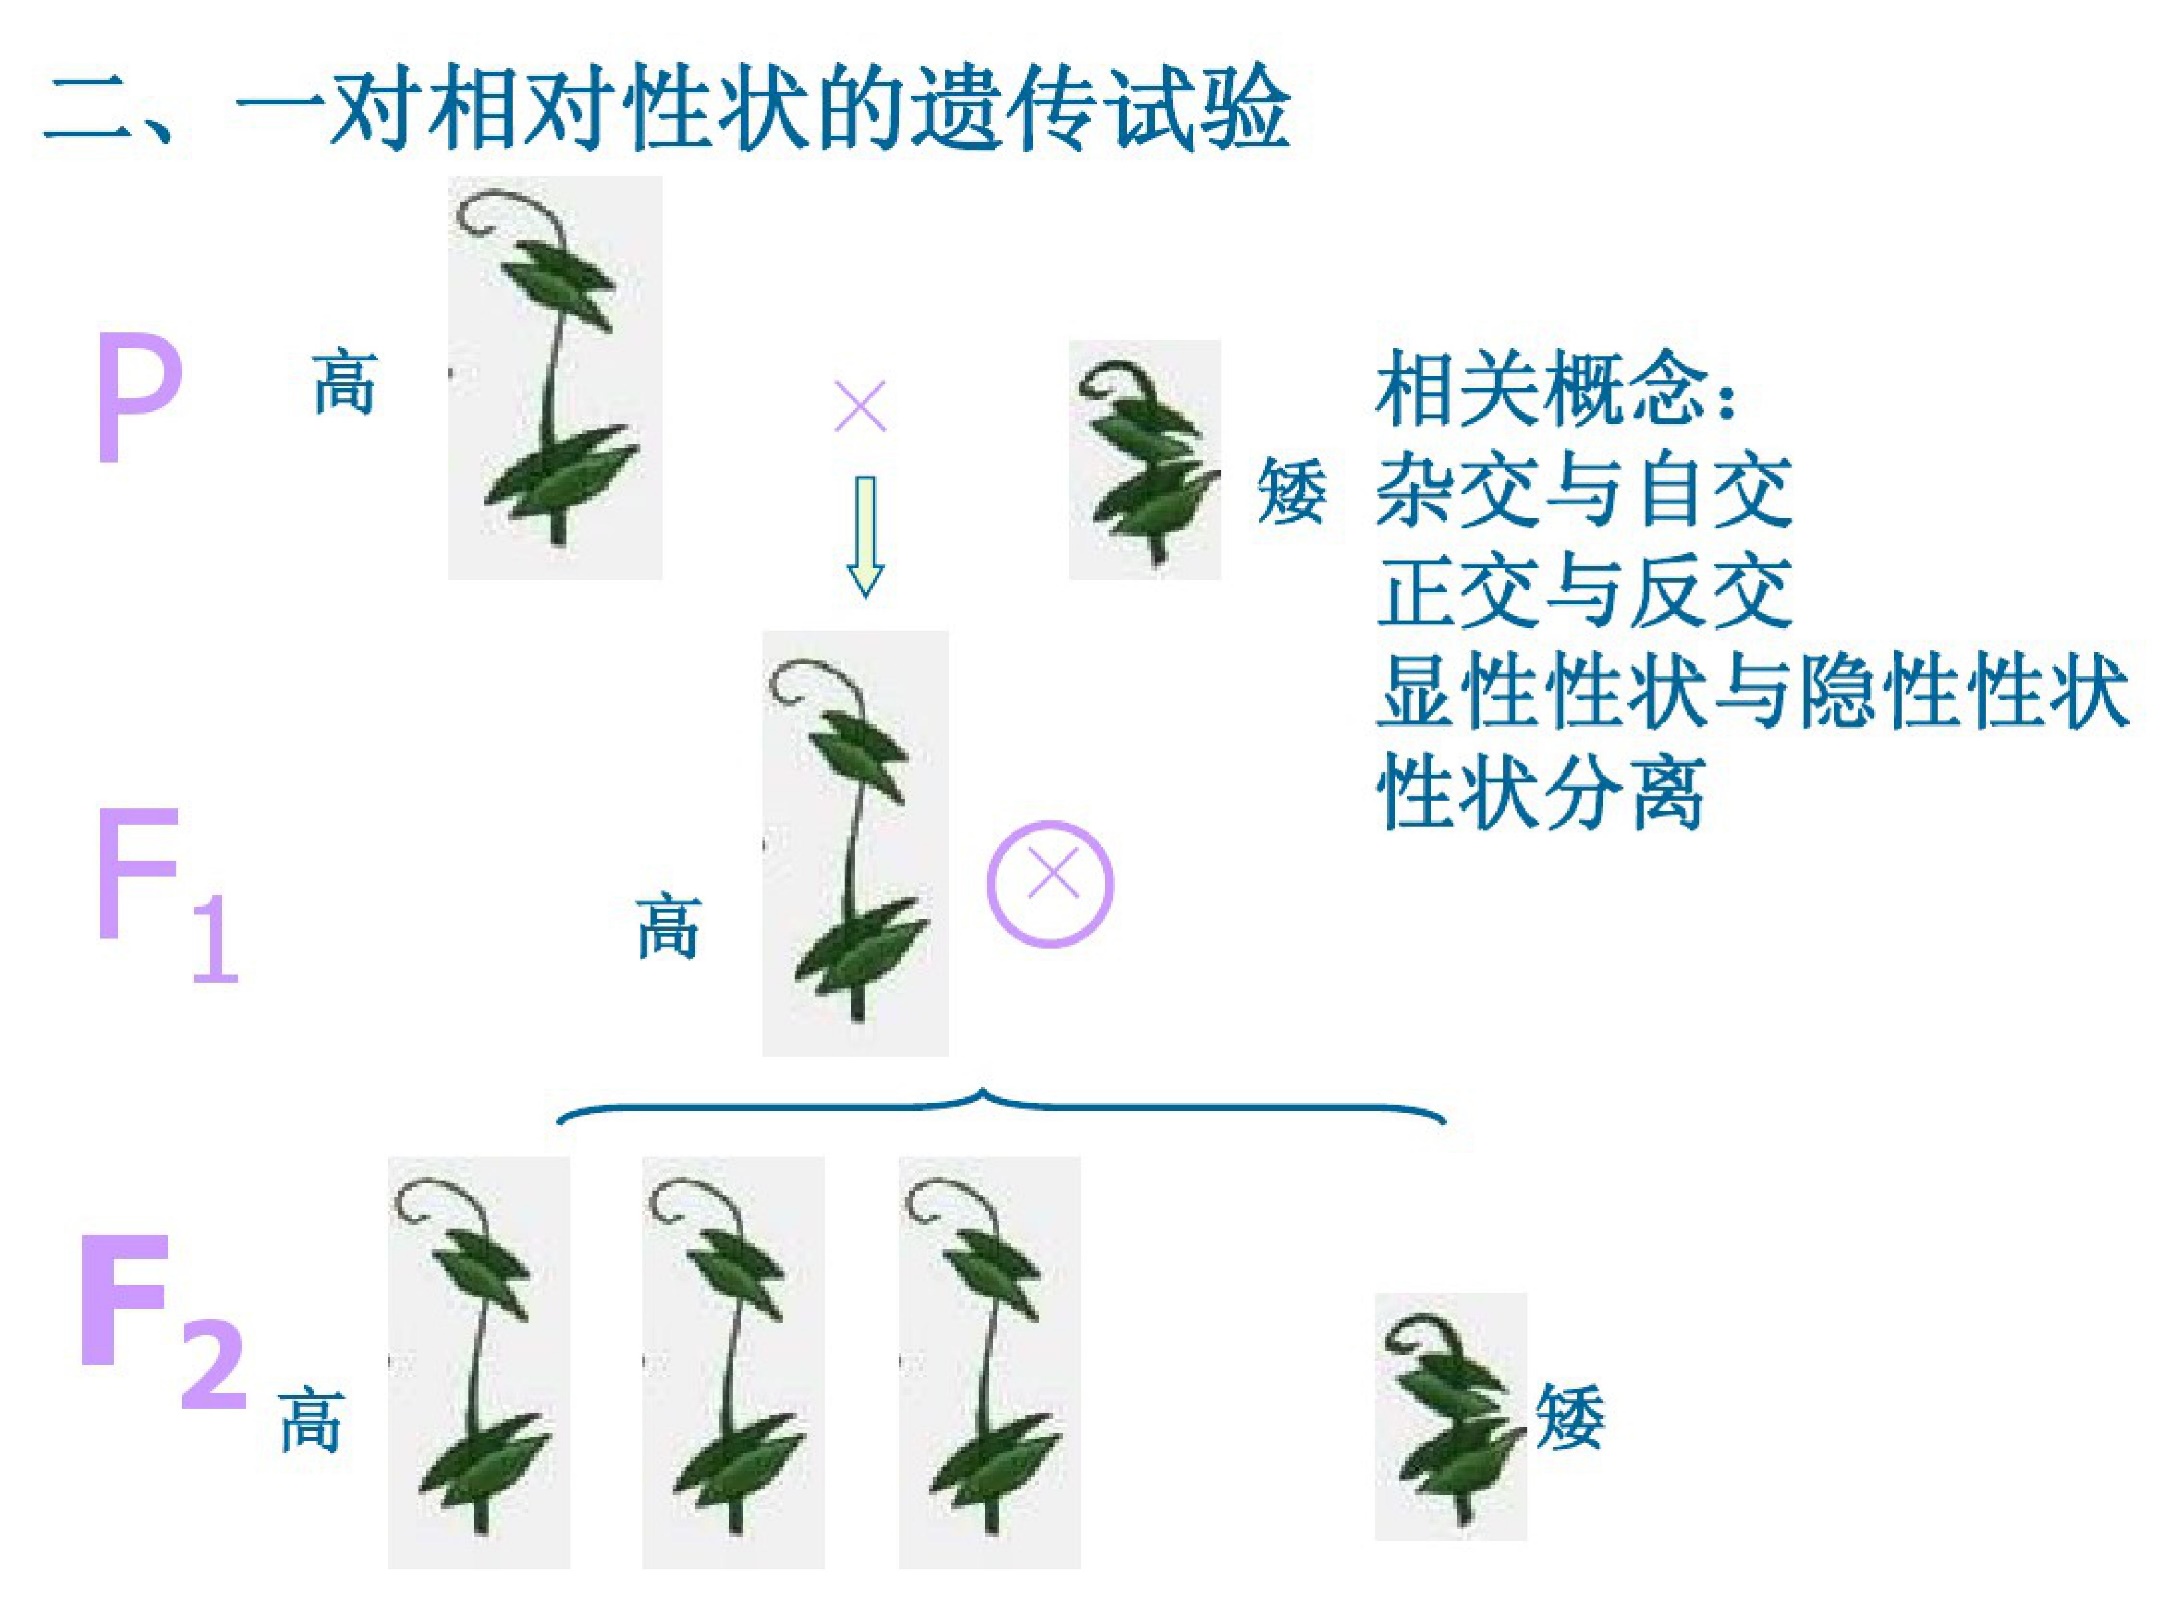 二、一对相对性状的遗传试验
P 高 × 矮
相关概念：
杂交与自交
正交与反交
显性性状与隐性性状
性状分离
F1 高 ×
F2 高 矮